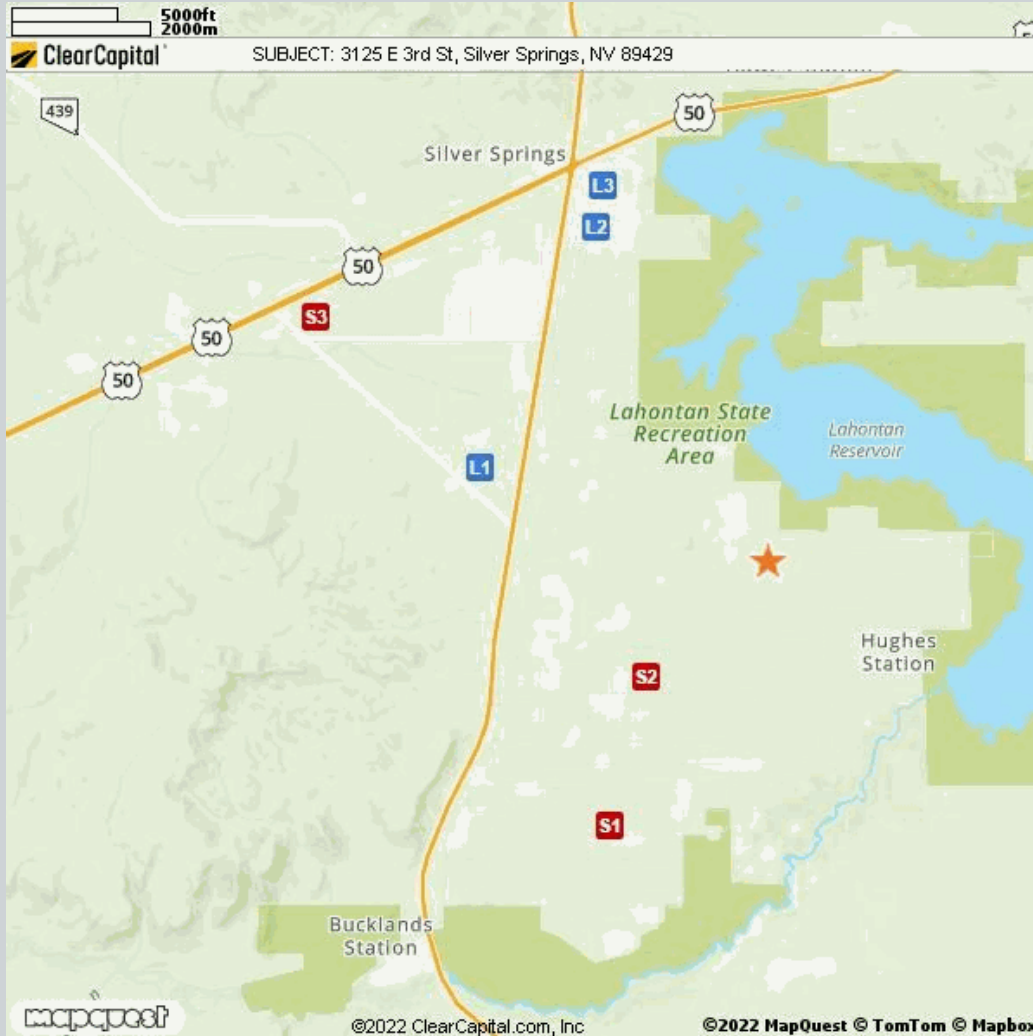 5000ft
2000m
ClearCapital
SUBJECT: 3125 E 3rd St, Silver Springs, NV 89429
439
50
Silver Springs
L3
L2
50
S3
50
50
Lahontan State
Recreation
Area
Lahontan
Reservoir
L1
Hughes
Station
S2
S1
Bucklands
Station
mapquest
©2022 ClearCapital.com, Inc
©2022 MapQuest © TomTom © Mapbox